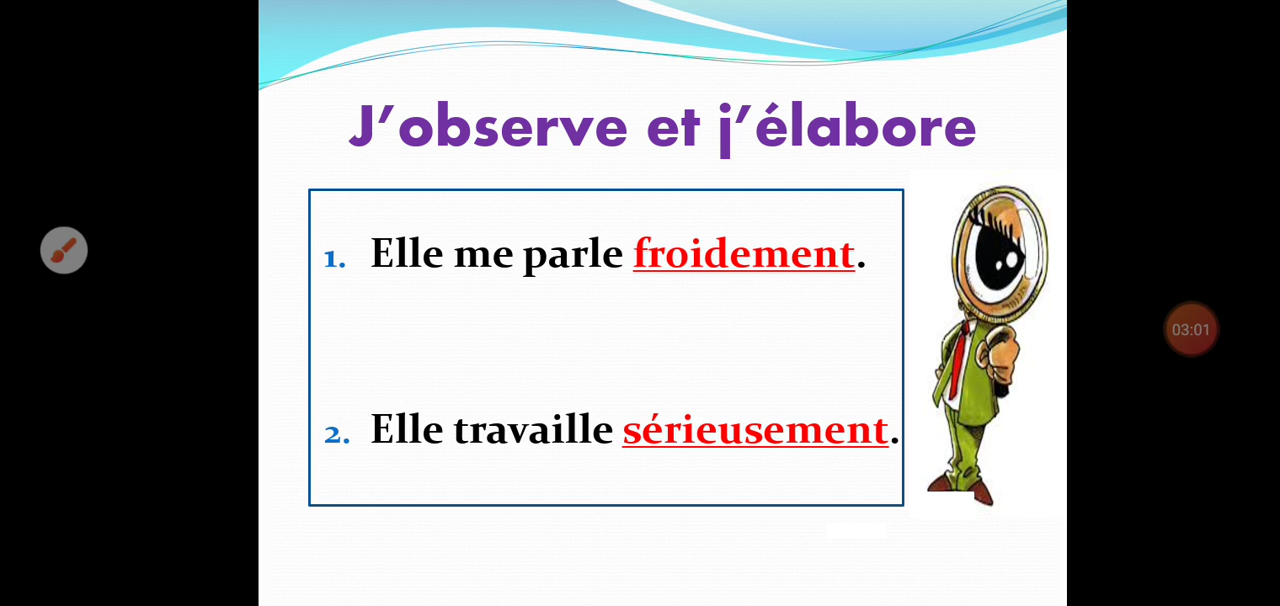 J’observe et j’élabore
1. Elle me parle froidement.
2. Elle travaille sérieusement.
03:01